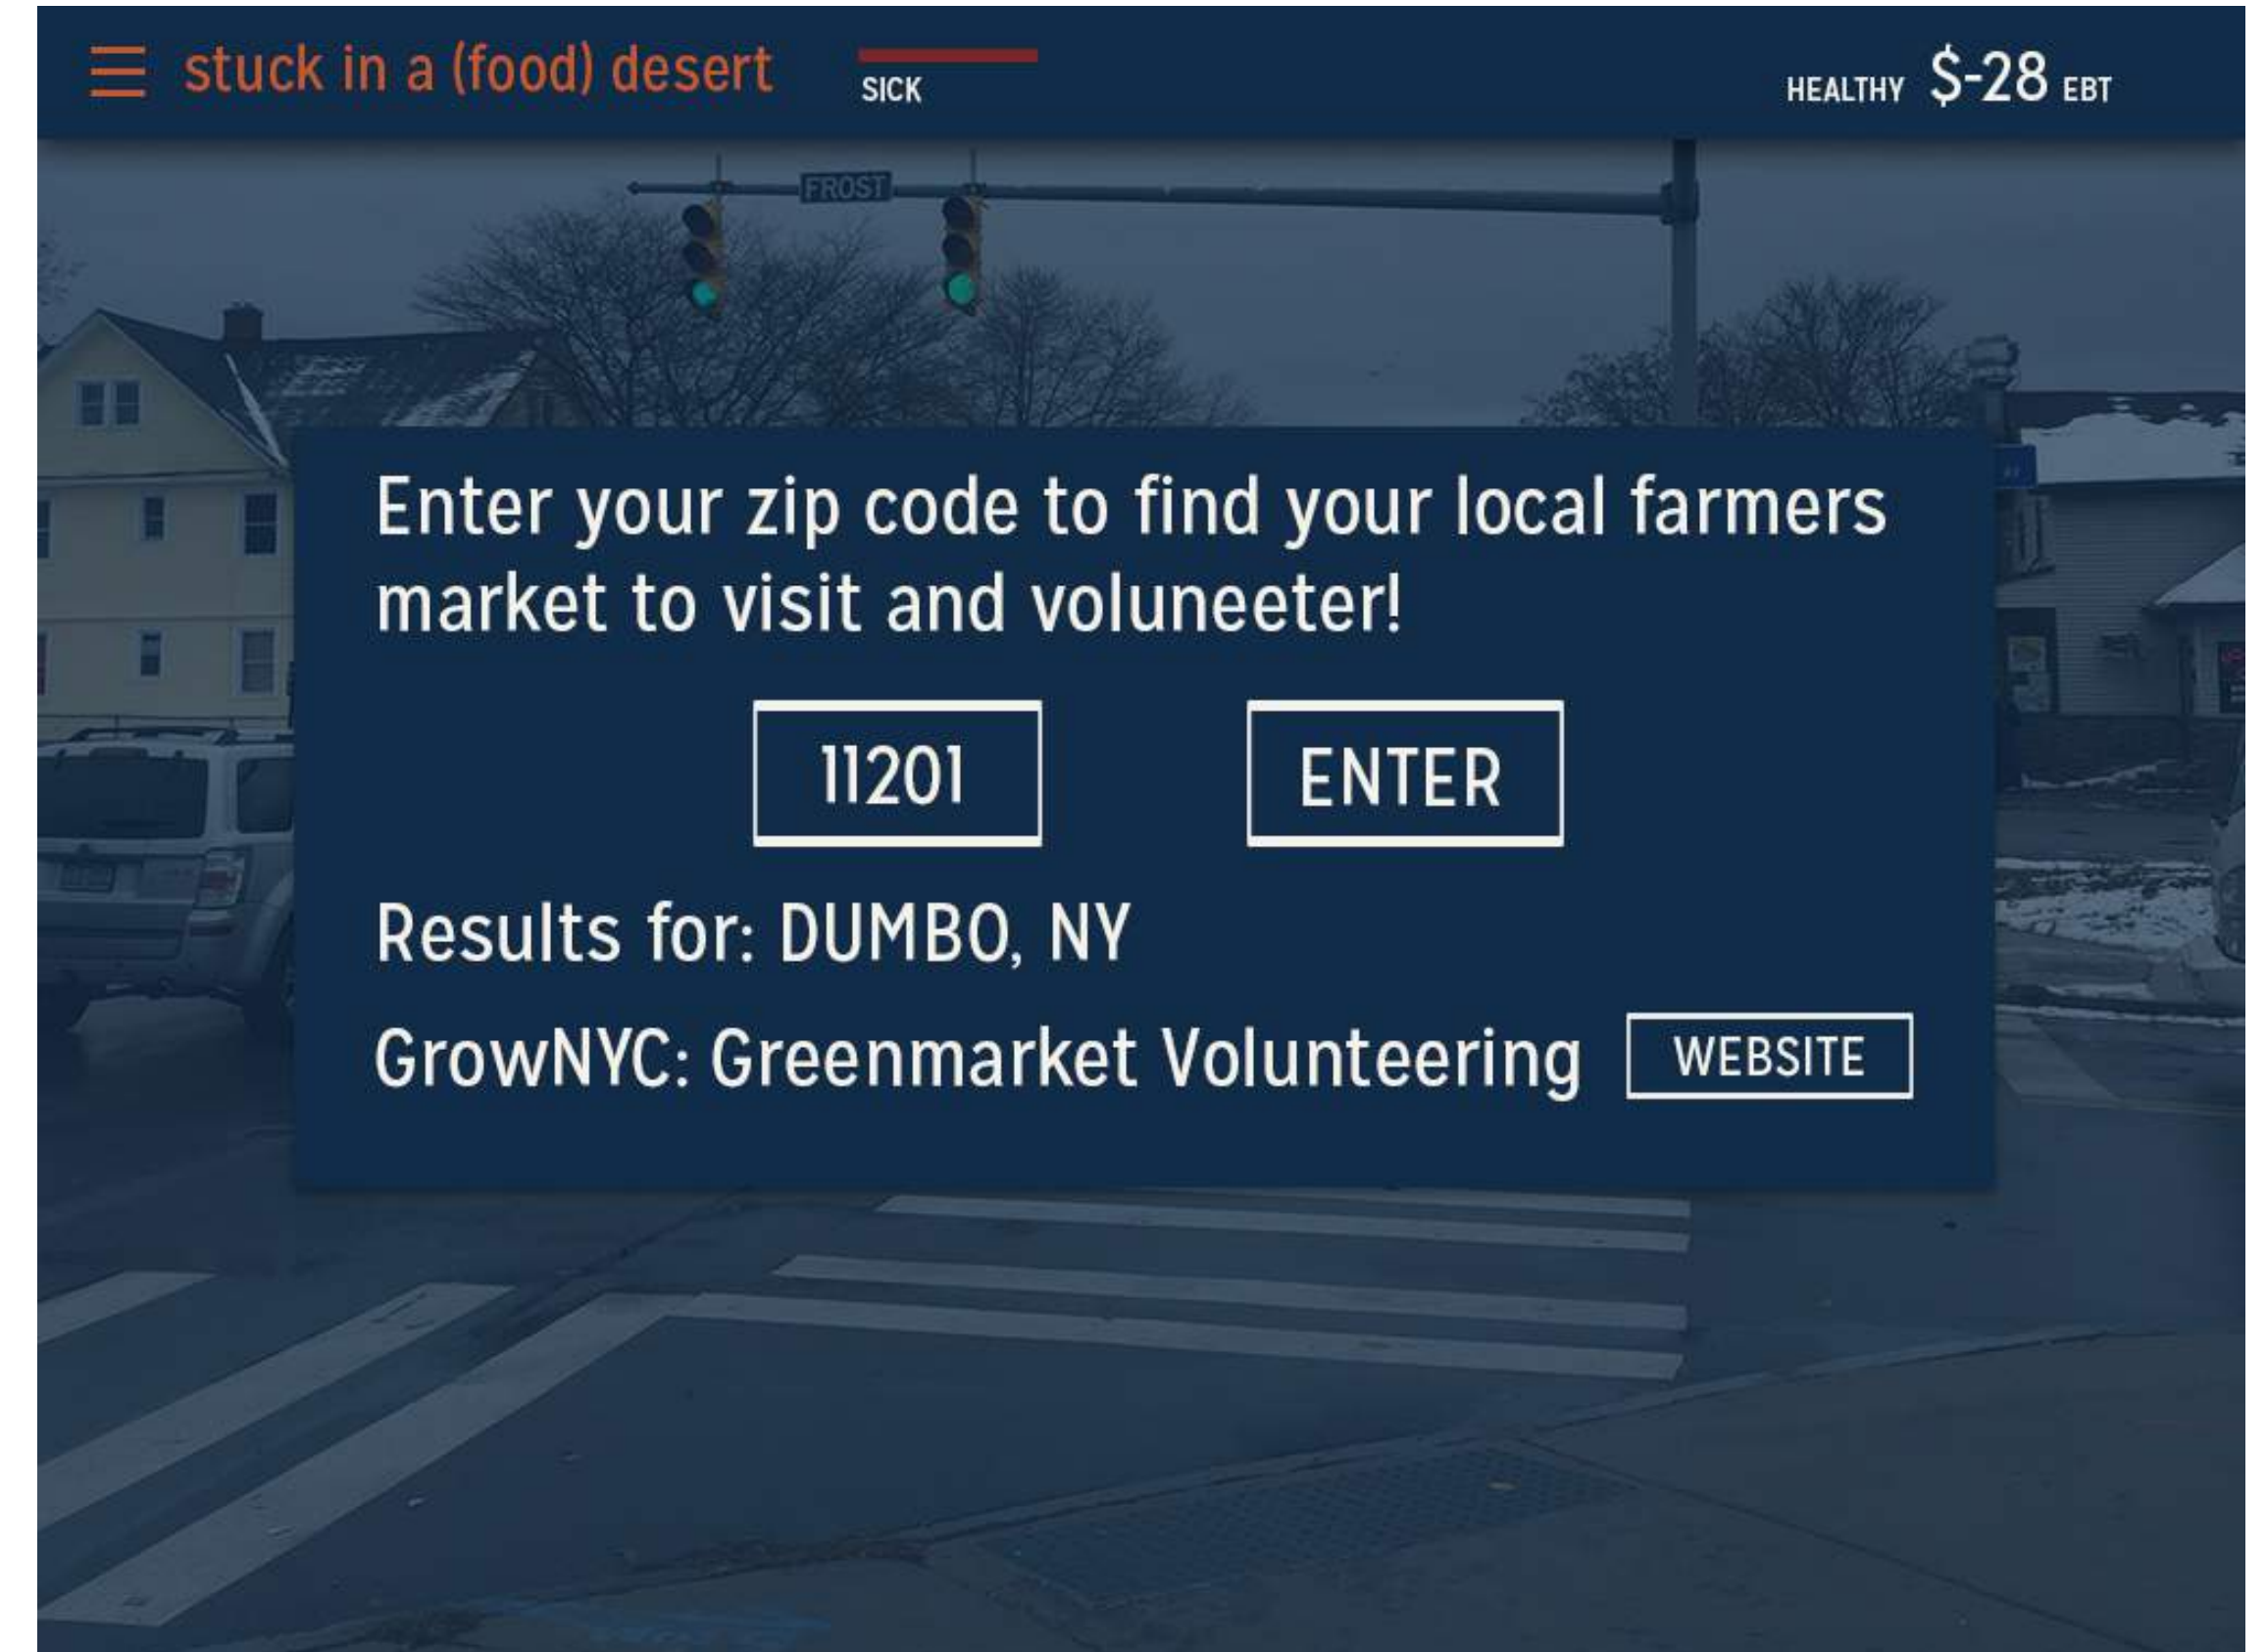 stuck in a (food) desert
SICK
HEALTHY $-28 EBT
FROST
Enter your zip code to find your local farmers
market to visit and voluneeter!
11201
ENTER
Results for: DUMBO, NY
GrowNYC: Greenmarket Volunteering
WEBSITE